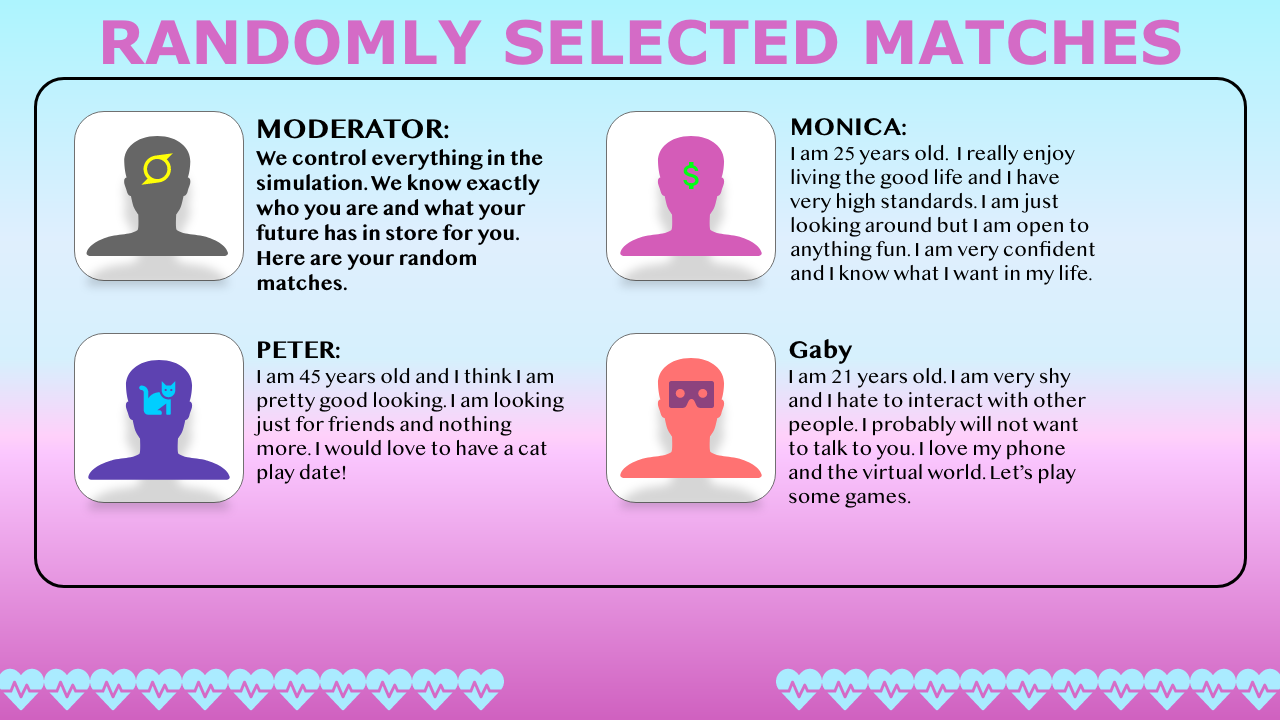 RANDOMLY SELECTED MATCHES
MODERATOR:
We control everything in the
simulation. We know exactly
who you are and what your
future has in store for you.
Here are your random
matches.
MONICA:
I am 25 years old.  I really enjoy
living the good life and I have
very high standards. I am just
looking around but I am open to
anything fun. I am very confident
and I know what I want in my life.
PETER:
I am 45 years old and I think I am
pretty good looking. I am looking
just for friends and nothing
more. I would love to have a cat
play date!
Gaby
I am 21 years old. I am very shy
and I hate to interact with other
people. I probably will not want
to talk to you. I love my phone
and the virtual world. Let's play
some games.